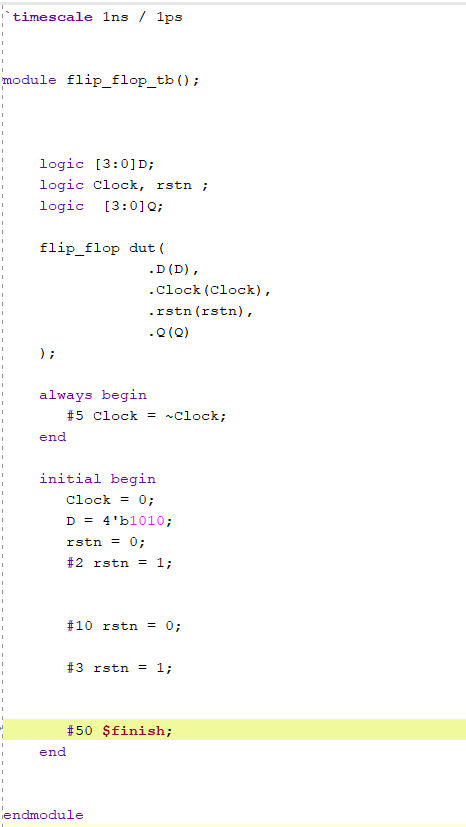 `timescale 1ns / 1ps
module flip_flop_tb();
logic [3:0]D;
logic Clock, rstn ;
logic  [3:0]Q;
flip_flop dut(
.D(D),
.Clock(Clock),
.rstn(rstn),
.Q(Q)
);
always begin
#5 Clock = ~Clock;
end
initial begin
Clock = 0;
D = 4'b1010;
rstn = 0;
#2 rstn = 1;
#10 rstn = 0;
#3 rstn = 1;
#50 $finish;
end
endmodule